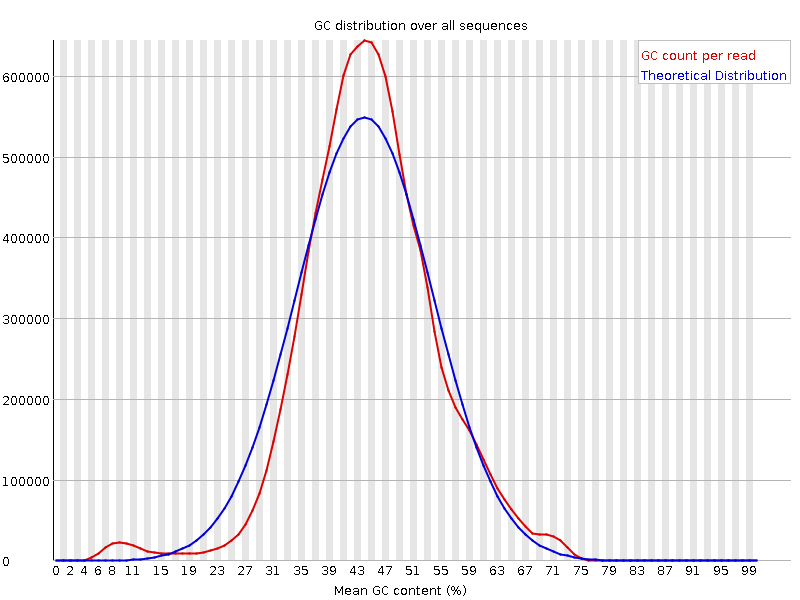 GC distribution over all sequences
GC count per read
Theoretical Distribution
600000
500000
400000
300000
200000
100000
0
0 2 4 6 8 11 15 19 23 27 31 35 39 43 47 51 55 59 63 67 71 75 79 83 87 91 95 99
Mean GC content (%)